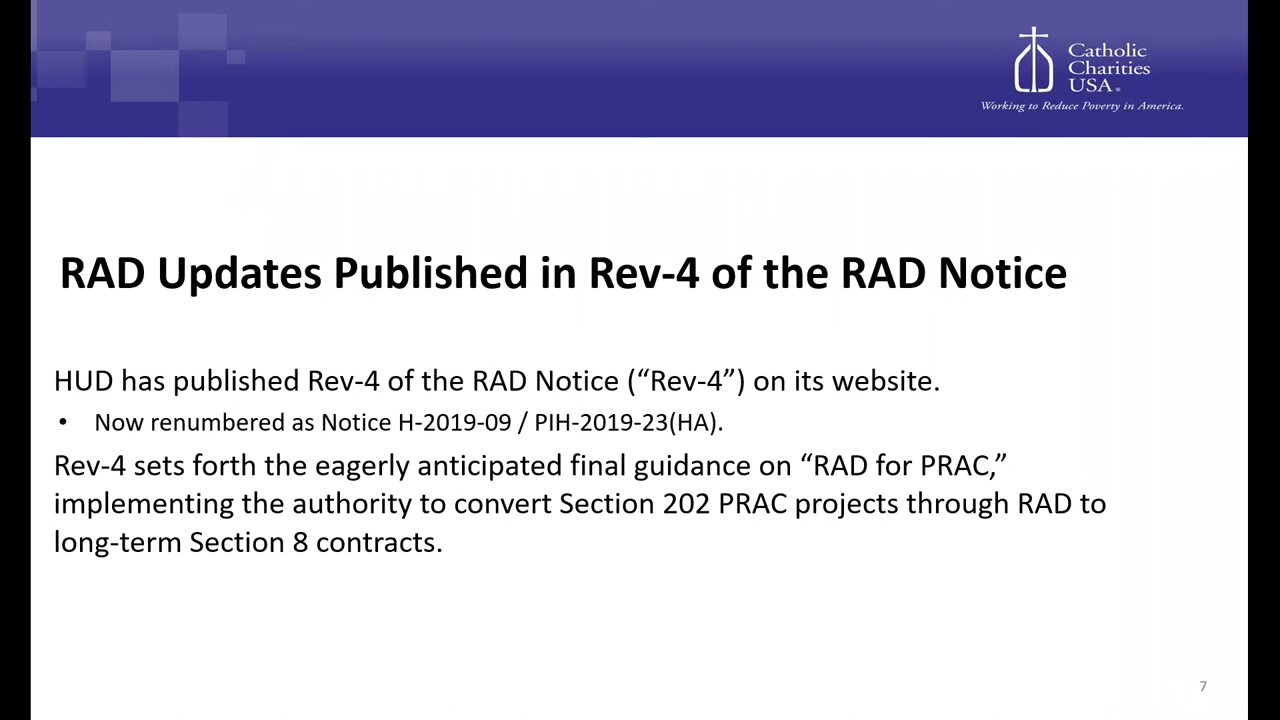 Catholic
Charities
USA®
Working to Reduce Poverty in America.
RAD Updates Published in Rev-4 of the RAD Notice
HUD has published Rev-4 of the RAD Notice (“Rev-4”) on its website.
• Now renumbered as Notice H-2019-09 / PIH-2019-23(HA).
Rev-4 sets forth the eagerly anticipated final guidance on “RAD for PRAC,”
implementing the authority to convert Section 202 PRAC projects through RAD to
long-term Section 8 contracts.
7